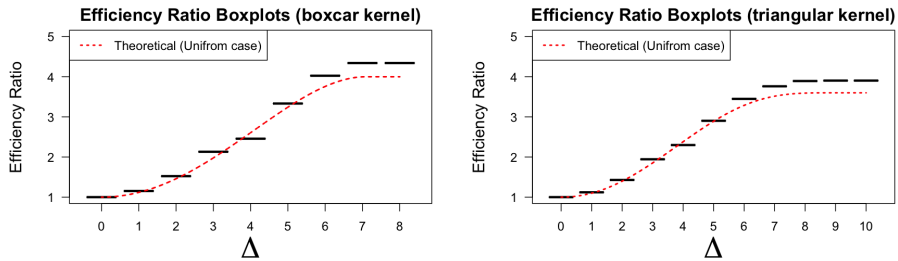 Efficiency Ratio Boxplots (boxcar kernel)
Efficiency Ratio
5
4
3
2
1
Theoretical (Unifrom case)
0 1 2 3 4 5 6 7 8
Δ
Efficiency Ratio Boxplots (triangular kernel)
Efficiency Ratio
5
4
3
2
1
Theoretical (Unifrom case)
0 1 2 3 4 5 6 7 8 9 10
Δ